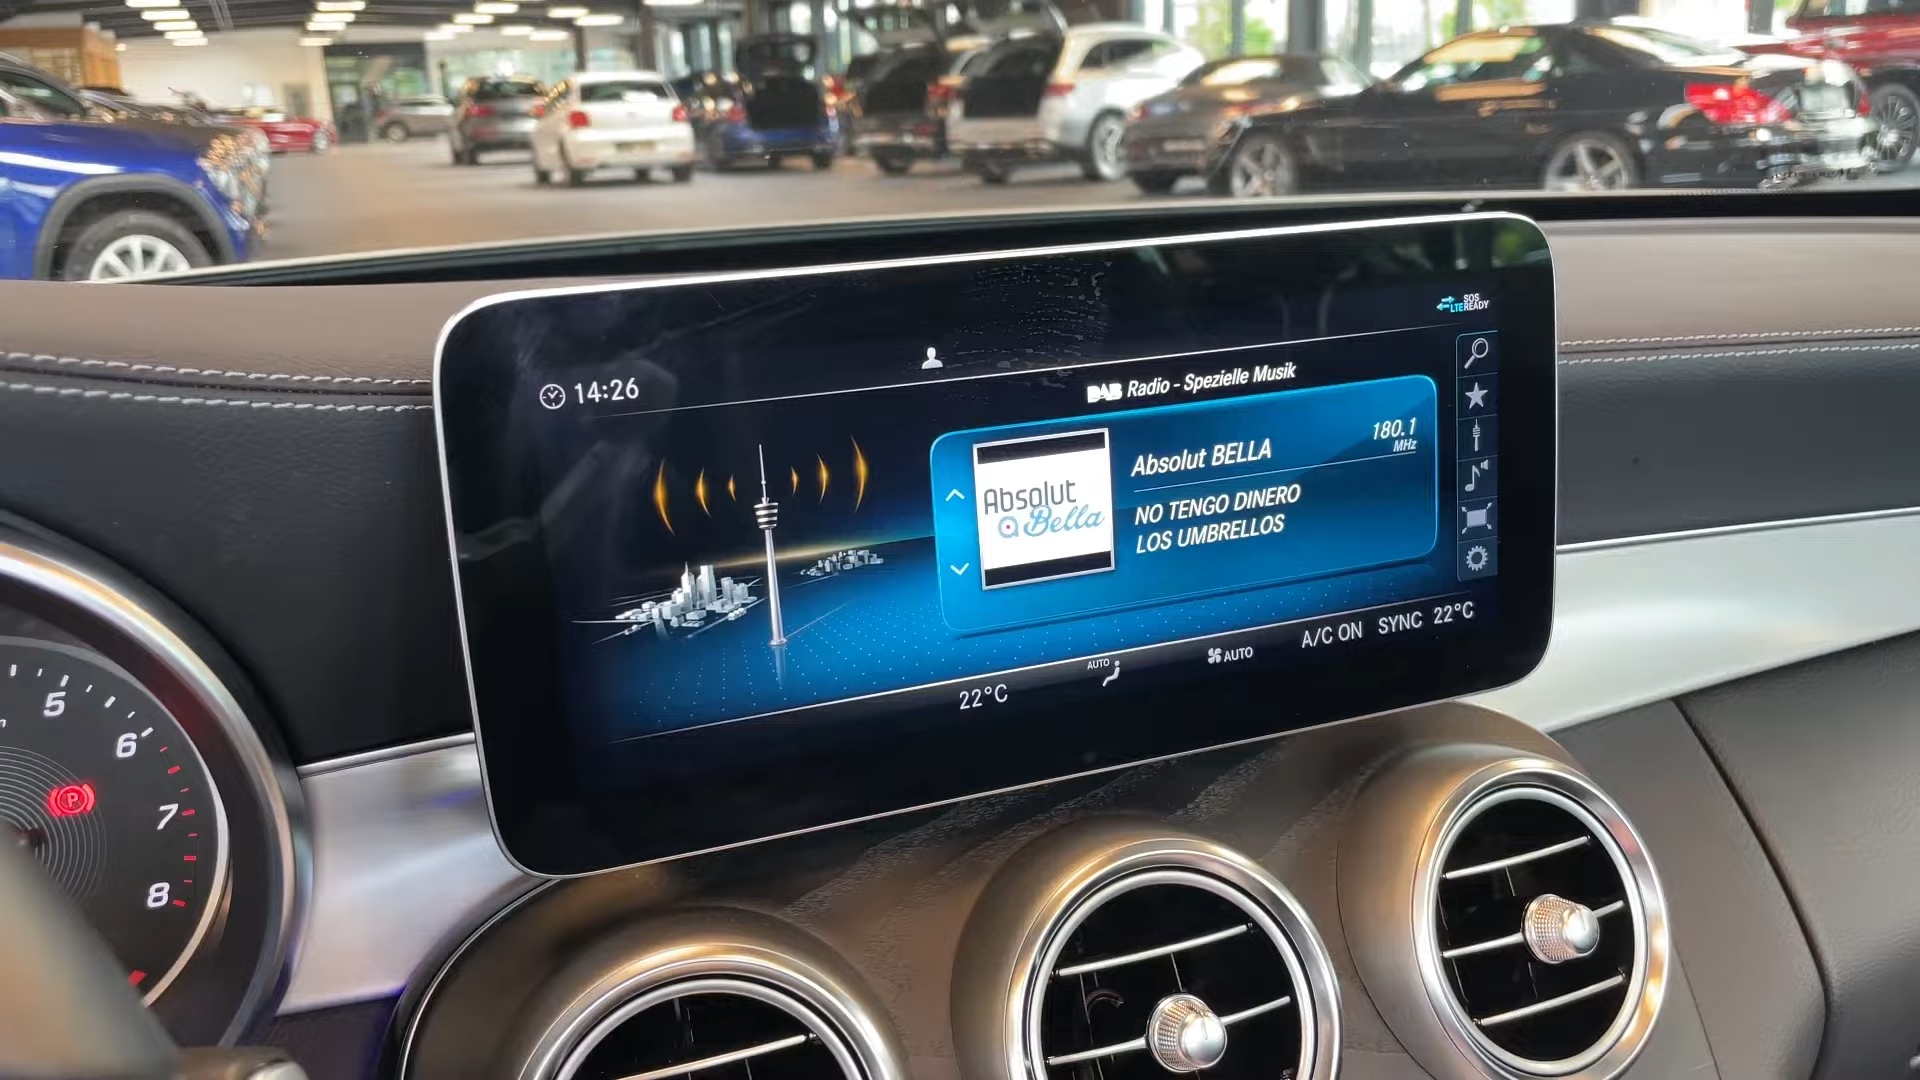 SOS
LTE READY
14:26
DAB Radio - Spezielle Musik
180.1
MHz
Absolut BELLA
Absolut
Bella
NO TENGO DINERO
LOS UMBRELLOS
22°C
AUTO
AUTO
A/C ON SYNC 22°C
5
6
7
8
P